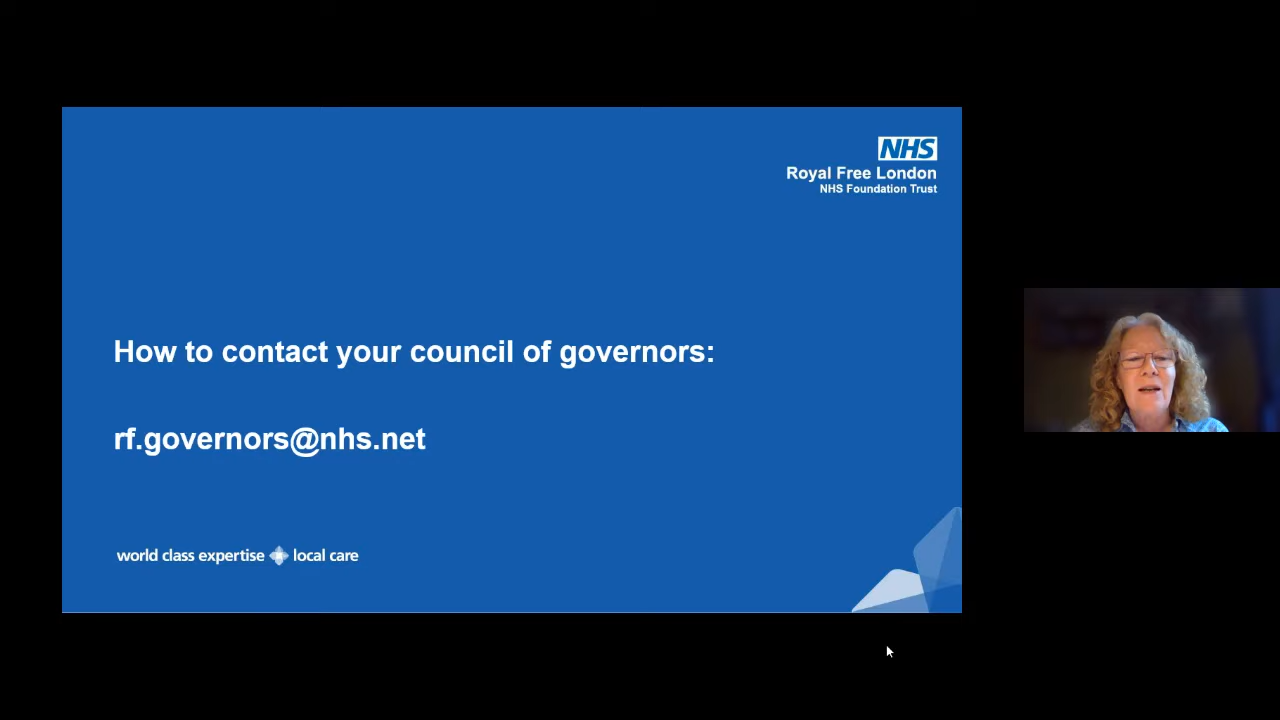 NHS
Royal Free London
NHS Foundation Trust
How to contact your council of governors:
rf.governors@nhs.net
world class expertise local care